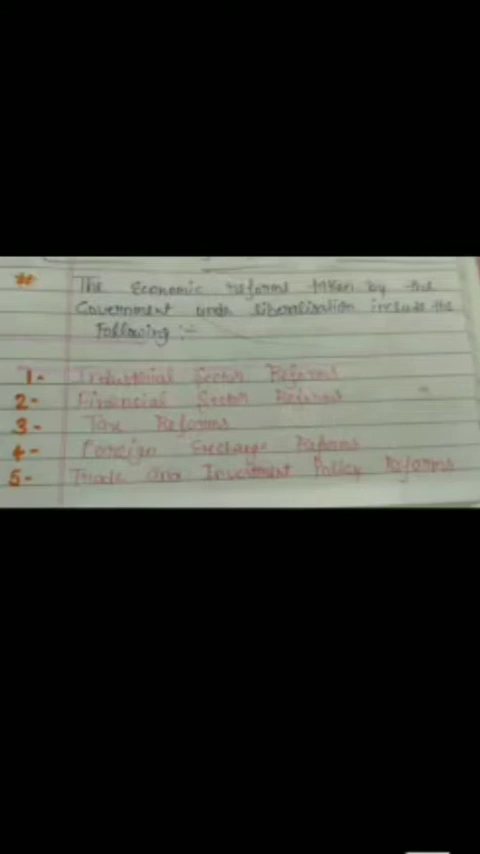 # The Economic reforms taken by the
Government unde liberalisation include the
Following :-
1- Industrial Sector Reforms
2- Financial Sector Reforms
3- Tax Reforms
4- Foreign Exchange Reforms
5- Trade and Investment Policy Reforms